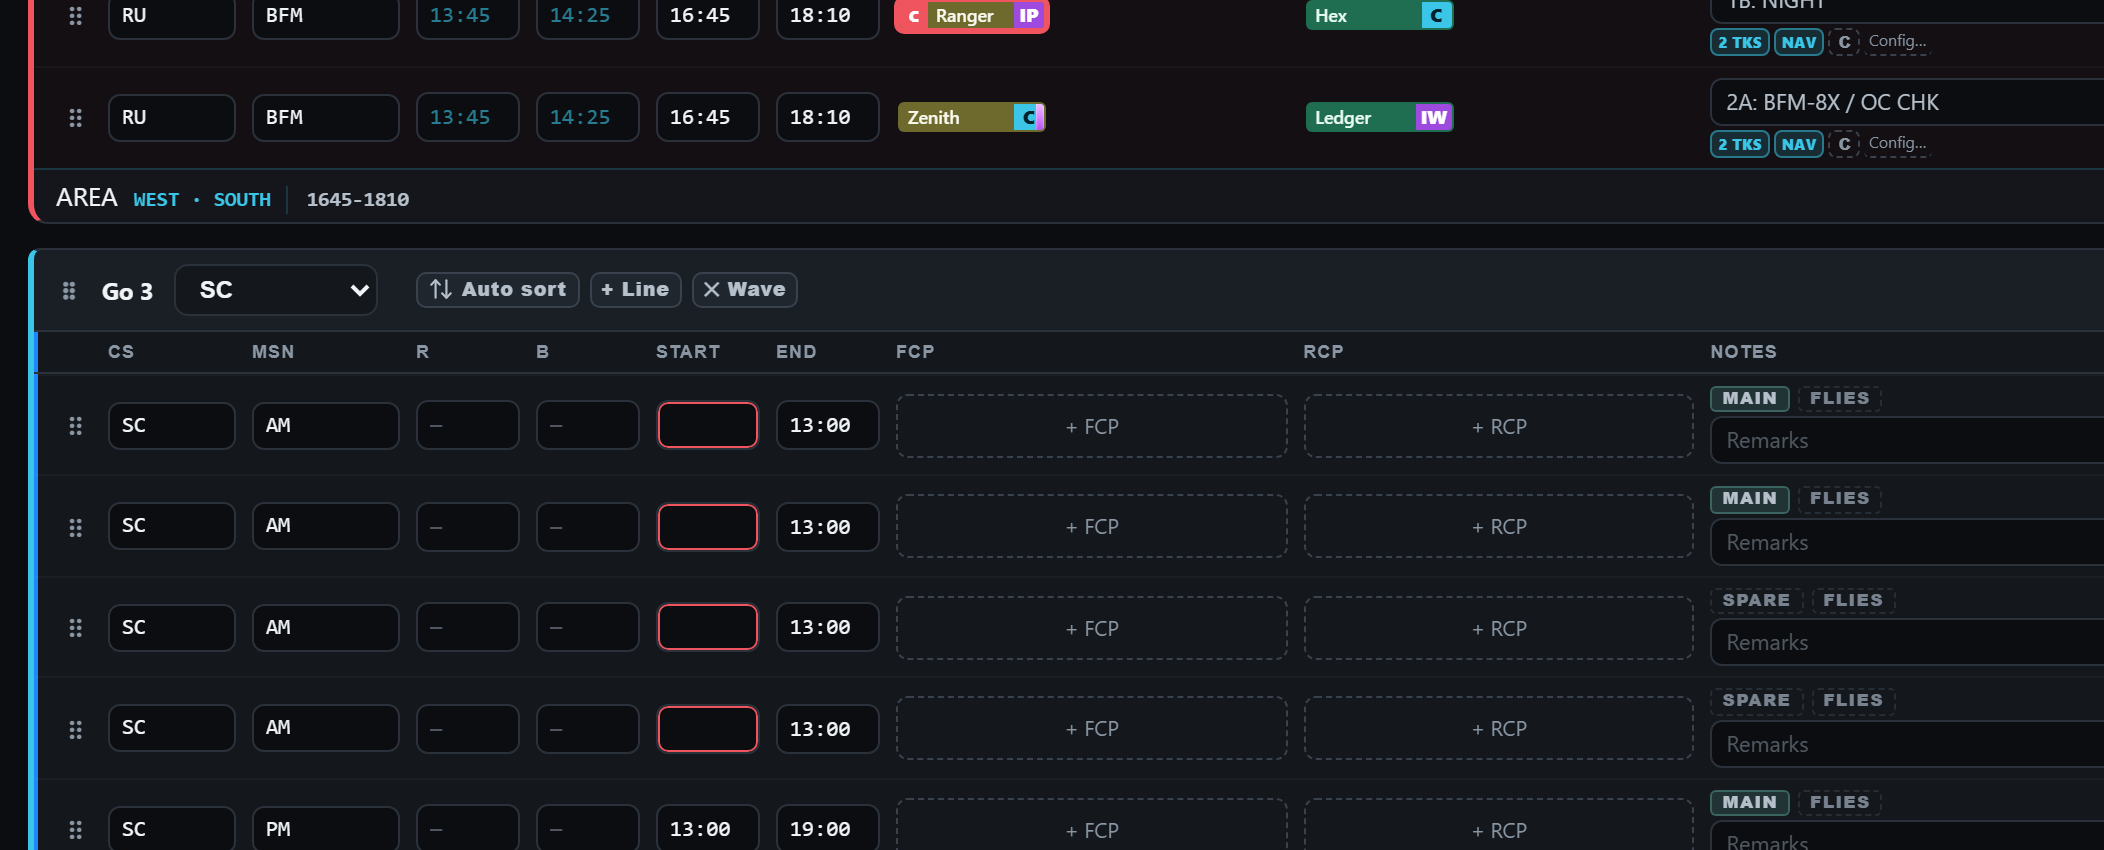 RU BFM 13:45 14:25 16:45 18:10 c Ranger IP Hex C 1B: NIGHT
2 TKS NAV C Config...
RU BFM 13:45 14:25 16:45 18:10 Zenith C Ledger IW 2A: BFM-8X / OC CHK
2 TKS NAV C Config...
AREA WEST · SOUTH 1645-1810
Go 3 SC Auto sort + Line × Wave
CS MSN R B START END FCP RCP NOTES
MAIN FLIES
SC AM – – 13:00 + FCP + RCP Remarks
MAIN FLIES
SC AM – – 13:00 + FCP + RCP Remarks
SPARE FLIES
SC AM – – 13:00 + FCP + RCP Remarks
SPARE FLIES
SC AM – – 13:00 + FCP + RCP Remarks
MAIN FLIES
SC PM – – 13:00 19:00 + FCP + RCP Remarks